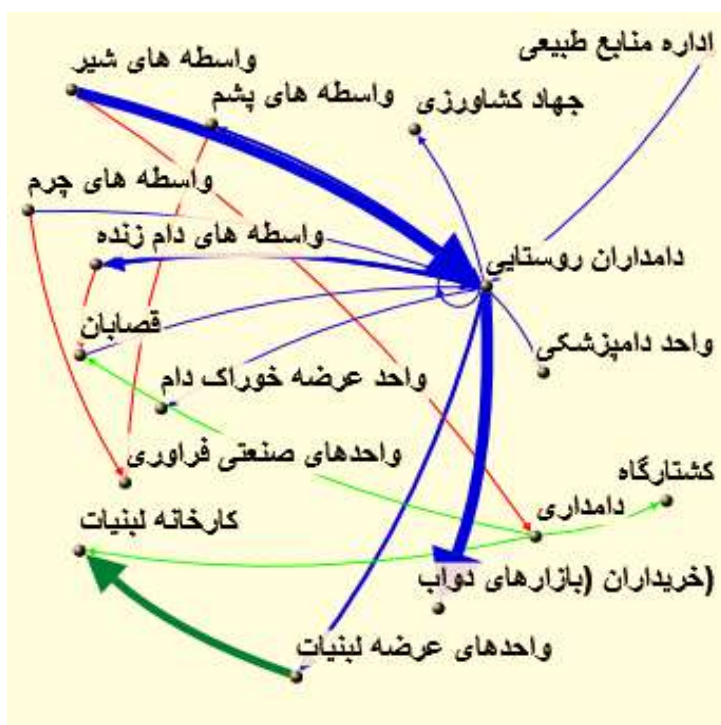 اداره منابع طبیعی
واسطه های شیر
واسطه های پشم
جهاد کشاورزی
واسطه های چرم
واسطه های دام زنده
دامداران روستایی
قصابان
واحد دامپزشکی
واحد عرضه خوراک دام
واحدهای صنعتی فراوری
کشتارگاه
دامداری
کارخانه لبنیات
(خریداران (بازارهای دواب
واحدهای عرضه لبنیات